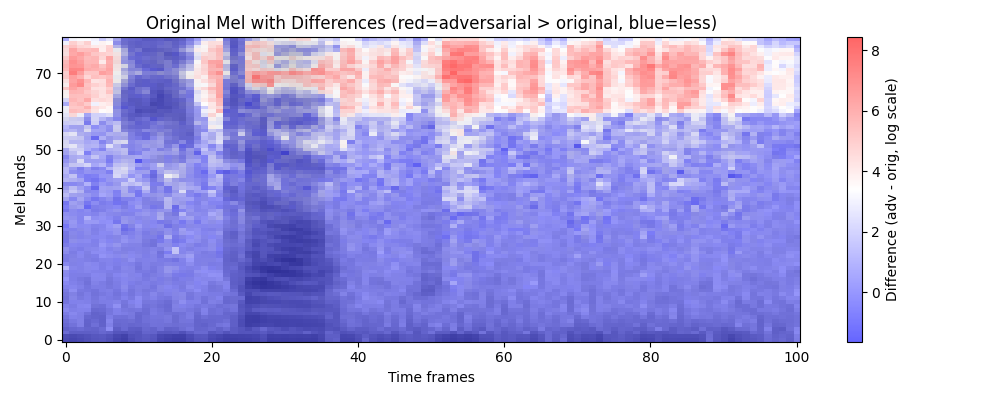 Original Mel with Differences (red=adversarial > original, blue=less)
Mel bands
70
60
50
40
30
20
10
0
0 20 40 60 80 100
Time frames
8
6
4
2
0
Difference (adv - orig, log scale)